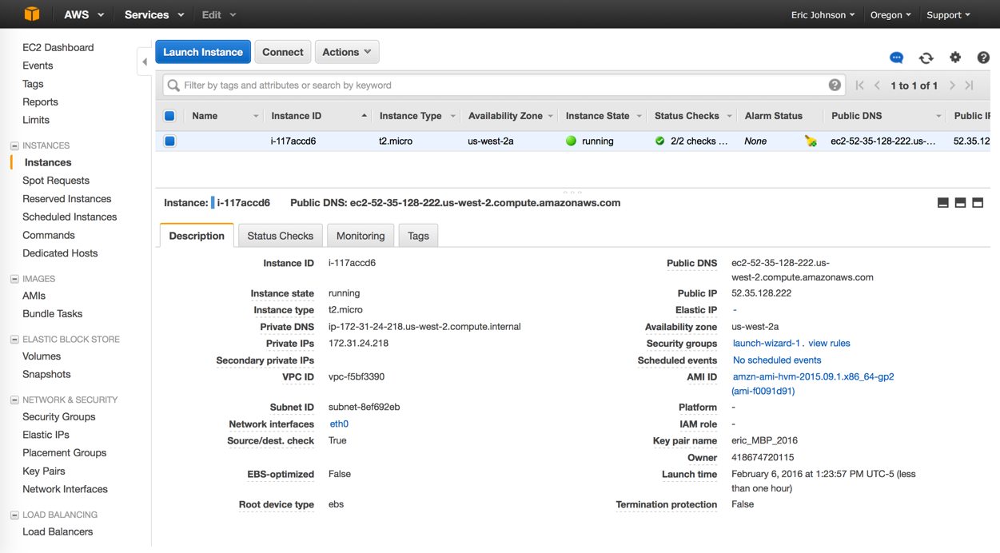 AWS Services Edit Eric Johnson Oregon Support
EC2 Dashboard
Events
Tags
Reports
Limits
INSTANCES
Instances
Spot Requests
Reserved Instances
Scheduled Instances
Commands
Dedicated Hosts
IMAGES
AMIs
Bundle Tasks
ELASTIC BLOCK STORE
Volumes
Snapshots
NETWORK & SECURITY
Security Groups
Elastic IPs
Placement Groups
Key Pairs
Network Interfaces
LOAD BALANCING
Load Balancers
Launch Instance Connect Actions
Filter by tags and attributes or search by keyword 1 to 1 of 1
Name Instance ID Instance Type Availability Zone Instance State Status Checks Alarm Status Public DNS Public IP
i-117accd6 t2.micro us-west-2a running 2/2 checks ... None ec2-52-35-128-222.us-... 52.35.12
Instance: i-117accd6 Public DNS: ec2-52-35-128-222.us-west-2.compute.amazonaws.com
Description Status Checks Monitoring Tags
Instance ID i-117accd6 Public DNS ec2-52-35-128-222.us-
west-2.compute.amazonaws.com
Instance state running Public IP 52.35.128.222
Instance type t2.micro Elastic IP -
Private DNS ip-172-31-24-218.us-west-2.compute.internal Availability zone us-west-2a
Private IPs 172.31.24.218 Security groups launch-wizard-1. view rules
Secondary private IPs Scheduled events No scheduled events
VPC ID vpc-f5bf3390 AMI ID amzn-ami-hvm-2015.09.1.x86_64-gp2
(ami-f0091d91)
Subnet ID subnet-8ef692eb Platform -
Network interfaces eth0 IAM role -
Source/dest. check True Key pair name eric_MBP_2016
Owner 418674720115
EBS-optimized False Launch time February 6, 2016 at 1:23:57 PM UTC-5 (less
than one hour)
Root device type ebs Termination protection False